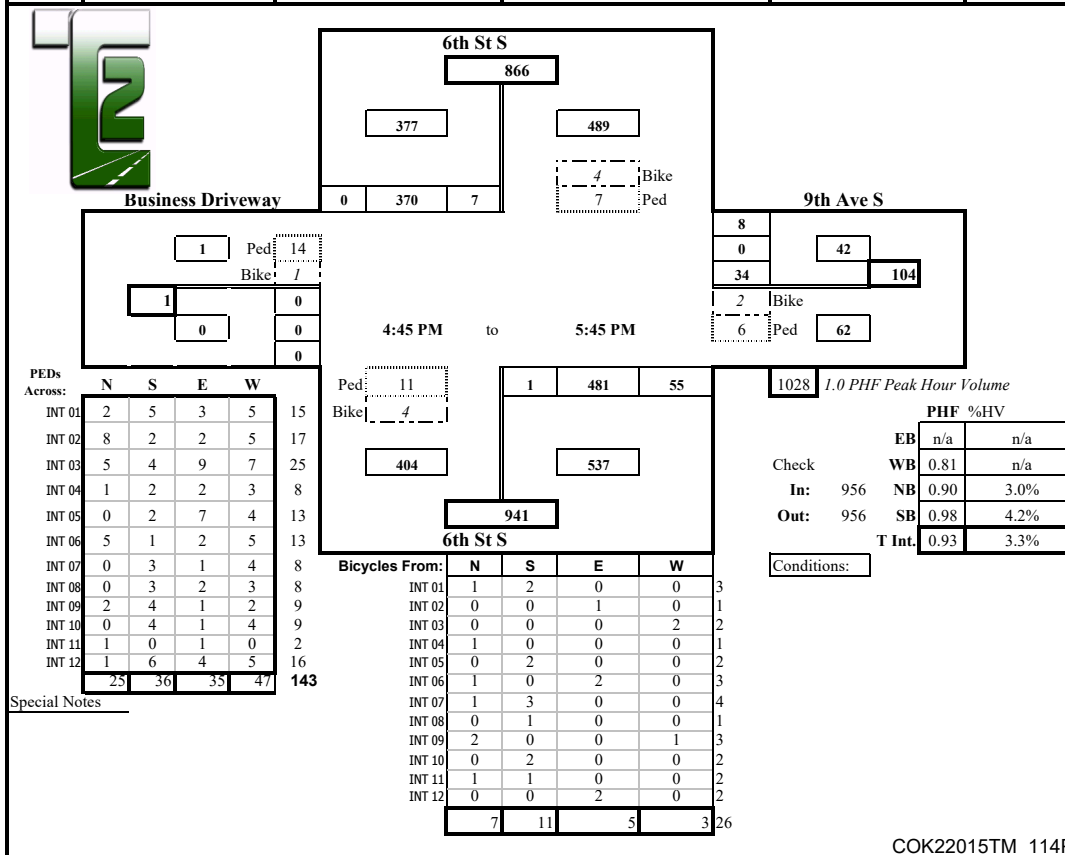 T2
6th St S
866
377 489
4 Bike
7 Ped
Business Driveway 0 370 7 9th Ave S
8
1 Ped 14 0 42
Bike 1 34 104
1 0 2 Bike
0 0 4:45 PM to 5:45 PM 6 Ped 62
0
PEDs
Across: N S E W Ped 11 1 481 55 1028 1.0 PHF Peak Hour Volume
INT 01 2 5 3 5 15 Bike 4 PHF %HV
INT 02 8 2 2 5 17 EB n/a n/a
INT 03 5 4 9 7 25 404 537 Check WB 0.81 n/a
INT 04 1 2 2 3 8 In: 956 NB 0.90 3.0%
INT 05 0 2 7 4 13 941 Out: 956 SB 0.98 4.2%
INT 06 5 1 2 5 13 6th St S T Int. 0.93 3.3%
INT 07 0 3 1 4 8 Bicycles From: N S E W Conditions:
INT 08 0 3 2 3 8 INT 01 1 2 0 0 3
INT 09 2 4 1 2 9 INT 02 0 0 1 0 1
INT 10 0 4 1 4 9 INT 03 0 0 0 2 2
INT 11 1 0 1 0 2 INT 04 1 0 0 0 1
INT 12 1 6 4 5 16 INT 05 0 2 0 0 2
25 36 35 47 143 INT 06 1 0 2 0 3
Special Notes INT 07 1 3 0 0 4
INT 08 0 1 0 0 1
INT 09 2 0 0 1 3
INT 10 0 2 0 0 2
INT 11 1 1 0 0 2
INT 12 0 0 2 0 2
7 11 5 3 26